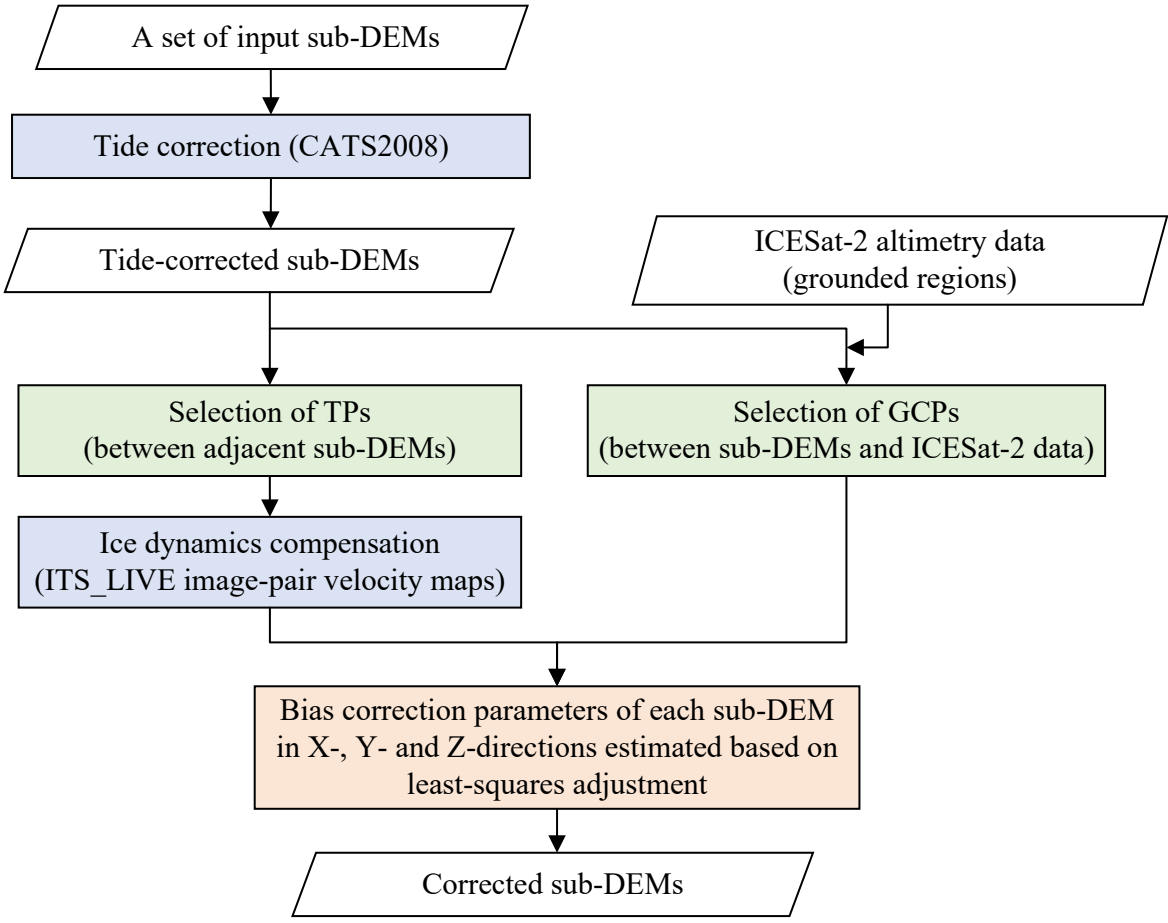 A set of input sub-DEMs
Tide correction (CATS2008)
Tide-corrected sub-DEMs
ICESat-2 altimetry data
(grounded regions)
Selection of TPs
(between adjacent sub-DEMs)
Selection of GCPs
(between sub-DEMs and ICESat-2 data)
Ice dynamics compensation
(ITS_LIVE image-pair velocity maps)
Bias correction parameters of each sub-DEM
in X-, Y- and Z-directions estimated based on
least-squares adjustment
Corrected sub-DEMs